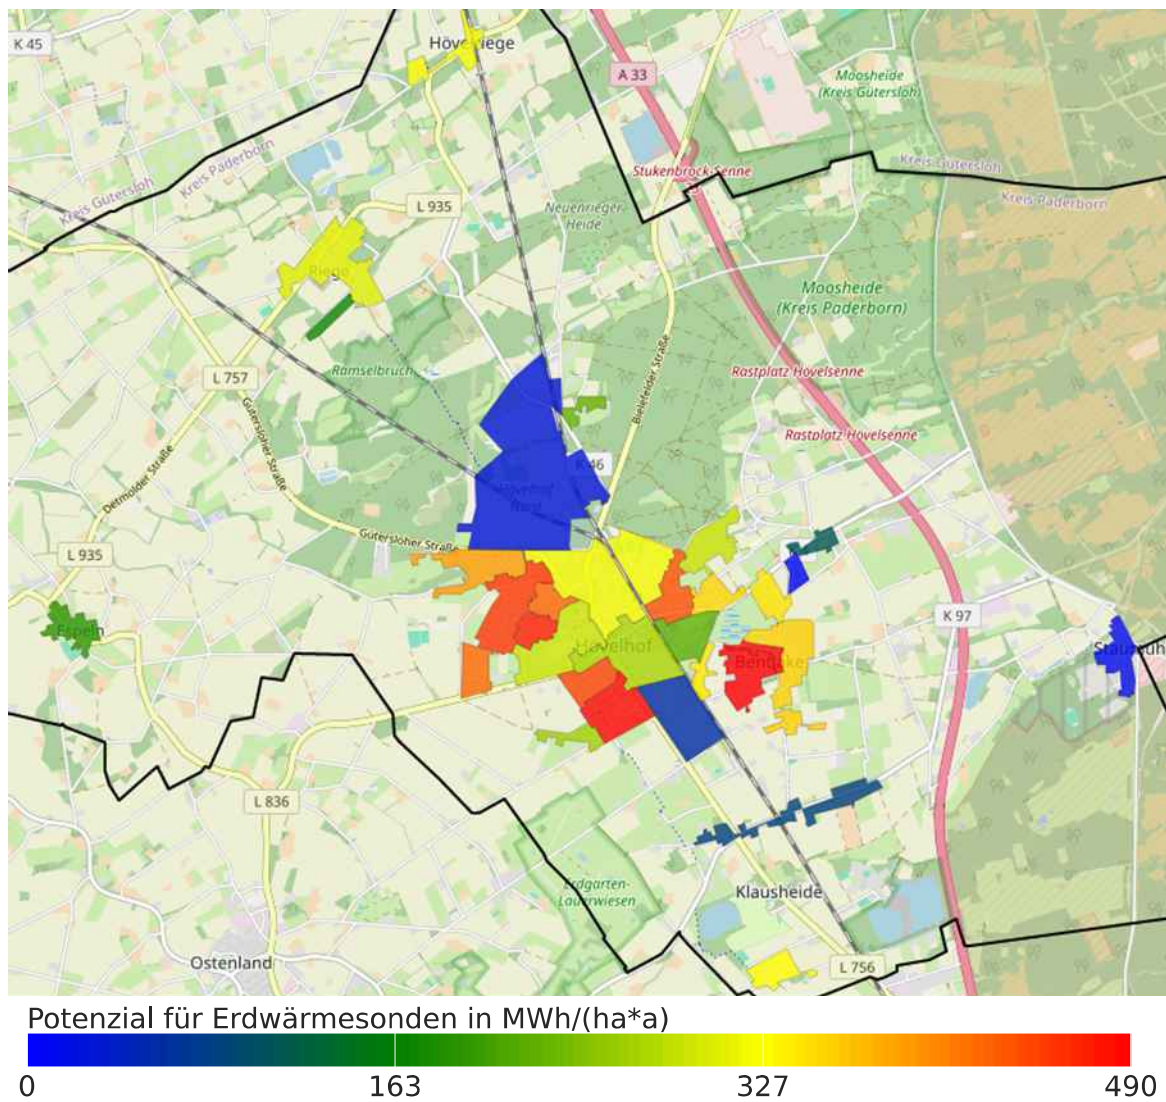 K 45
Hövelriege
A 33
Moosheide
(Kreis Gütersloh)
Kreis Gütersloh
Kreis Paderborn
Stukenbrock-Senne
Kreis Gütersloh
Kreis Paderborn
L 935
Neuenrieger
Heide
Riege
Moosheide
(Kreis Paderborn)
Bielefelder Straße
Ramselbruch
L 757
Rastplatz Hövelsenne
Gütersloher Straße
Rastplatz Hövelsenne
Detmolder Straße
K 46
Hövelhof
Nord
Gütersloher Straße
L 935
K 97
Espeln
Hövelhof
Staumühle
L 836
Klausheide
Erdgarten-
Lauerwiesen
Ostenland
L 756
Potenzial für Erdwärmesonden in MWh/(ha*a)
0 163 327 490